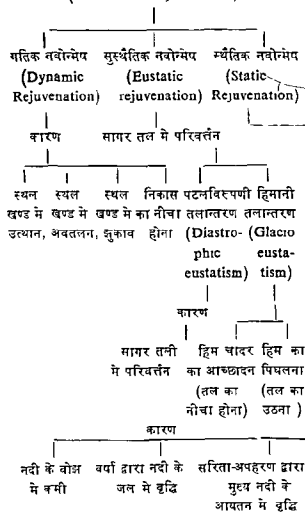 गतिक नवोन्मेष सुस्थैतिक नवोन्मेष स्थैतिक नवोन्मेष
(Dynamic (Eustatic (Static
Rejuvenation) rejuvenation) Rejuvenation)
कारण सागर तल मे परिवर्त्तन
स्थल स्थल स्थल निकास पटलविरूपणी हिमानी
खण्ड मे खण्ड मे खण्ड मे का नीचा तलान्तरण तलान्तरण
उत्थान, अवतलन, झुकाव होना (Diastro- (Glacio
phic eusta-
eustatism) tism)
कारण
सागर तली हिम चादर हिम का
मे परिवर्त्तन का आच्छादन पिघलना
(तल का (तल का
नीचा होना) उठना)
कारण
नदी के बोझ वर्षा द्वारा नदी के सरिता-अपहरण द्वारा
मे कमी जल मे वृद्धि मुख्य नदी के
आयतन मे वृद्धि